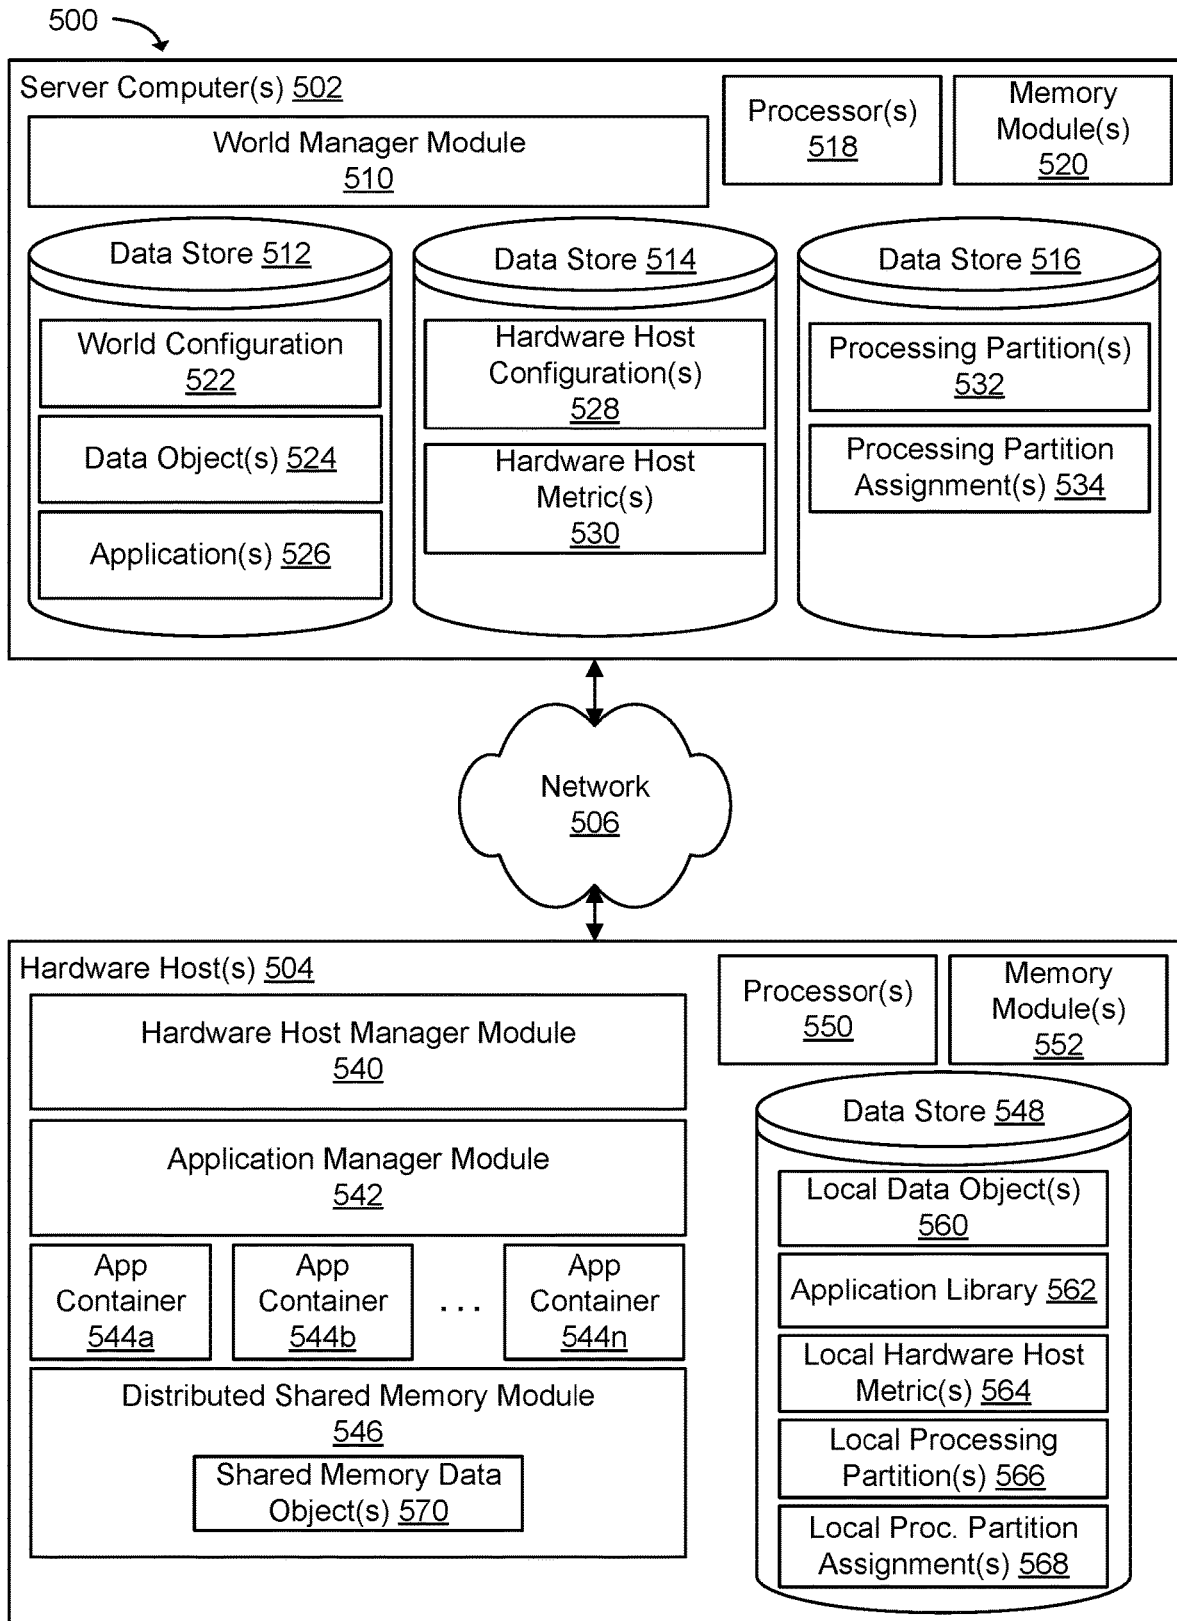 500
Server Computer(s) 502
World Manager Module
510
Processor(s)
518
Memory
Module(s)
520
Data Store 512
World Configuration
522
Data Object(s) 524
Application(s) 526
Data Store 514
Hardware Host
Configuration(s)
528
Hardware Host
Metric(s)
530
Data Store 516
Processing Partition(s)
532
Processing Partition
Assignment(s) 534
Network
506
Hardware Host(s) 504
Hardware Host Manager Module
540
Application Manager Module
542
App
Container
544a
App
Container
544b
. . .
App
Container
544n
Distributed Shared Memory Module
546
Shared Memory Data
Object(s) 570
Processor(s)
550
Memory
Module(s)
552
Data Store 548
Local Data Object(s)
560
Application Library 562
Local Hardware Host
Metric(s) 564
Local Processing
Partition(s) 566
Local Proc. Partition
Assignment(s) 568